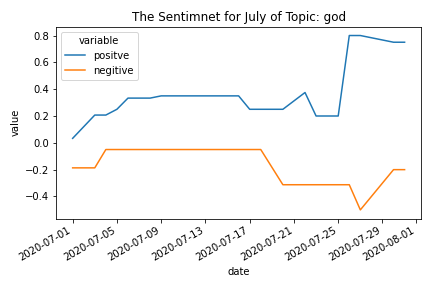 The Sentimnet for July of Topic: god
variable
positve
negitive
value
0.8
0.6
0.4
0.2
0.0
−0.2
−0.4
2020-07-01
2020-07-05
2020-07-09
2020-07-13
2020-07-17
2020-07-21
2020-07-25
2020-07-29
2020-08-01
date